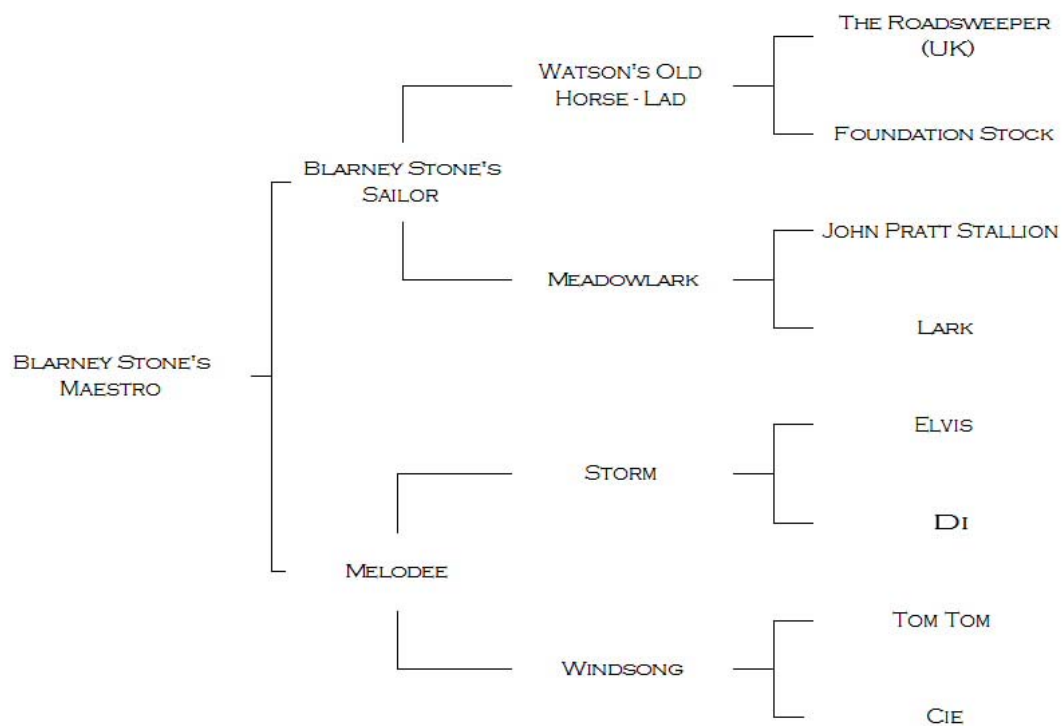 The Roadsweeper
(UK)
Watson's Old
Horse - Lad
Foundation Stock
Blarney Stone's
Sailor
John Pratt Stallion
Meadowlark
Lark
Blarney Stone's
Maestro
Elvis
Storm
Di
Melodee
Tom Tom
Windsong
Cie